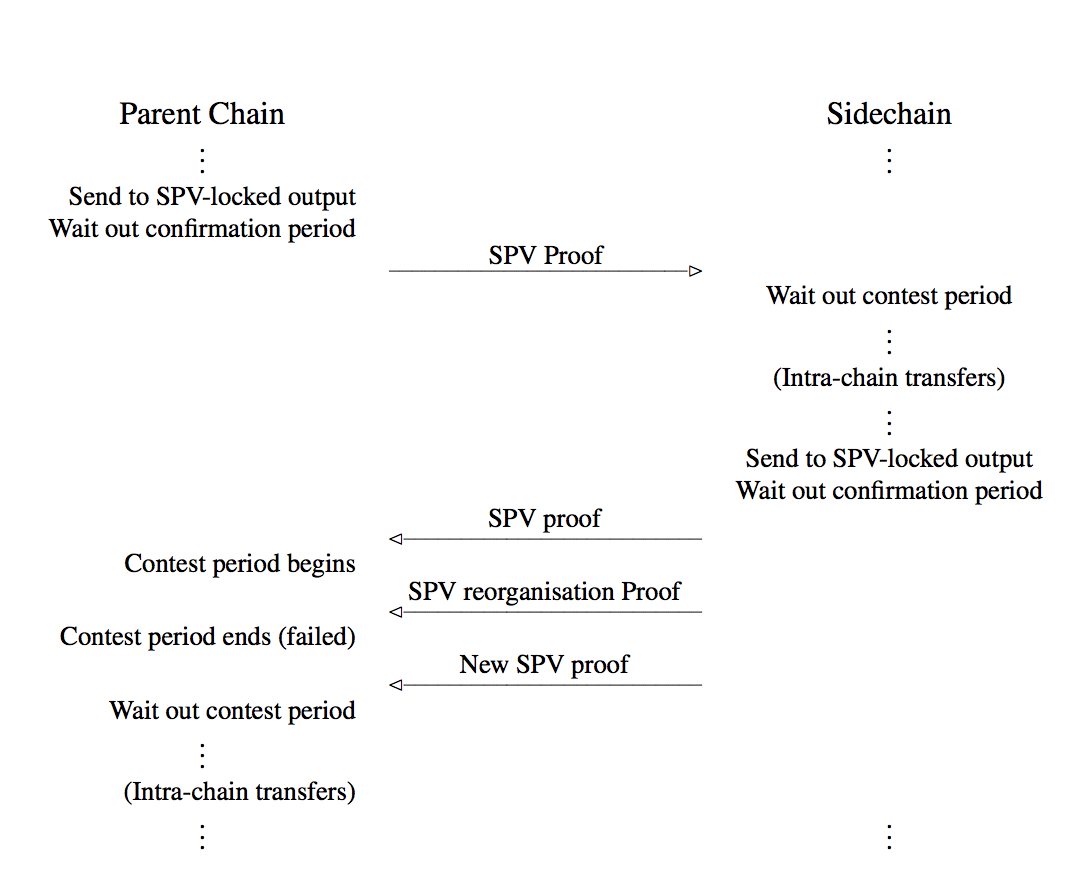 Parent Chain
Sidechain
Send to SPV-locked output
Wait out confirmation period
SPV Proof
Wait out contest period
(Intra-chain transfers)
Send to SPV-locked output
Wait out confirmation period
SPV proof
Contest period begins
SPV reorganisation Proof
Contest period ends (failed)
New SPV proof
Wait out contest period
(Intra-chain transfers)